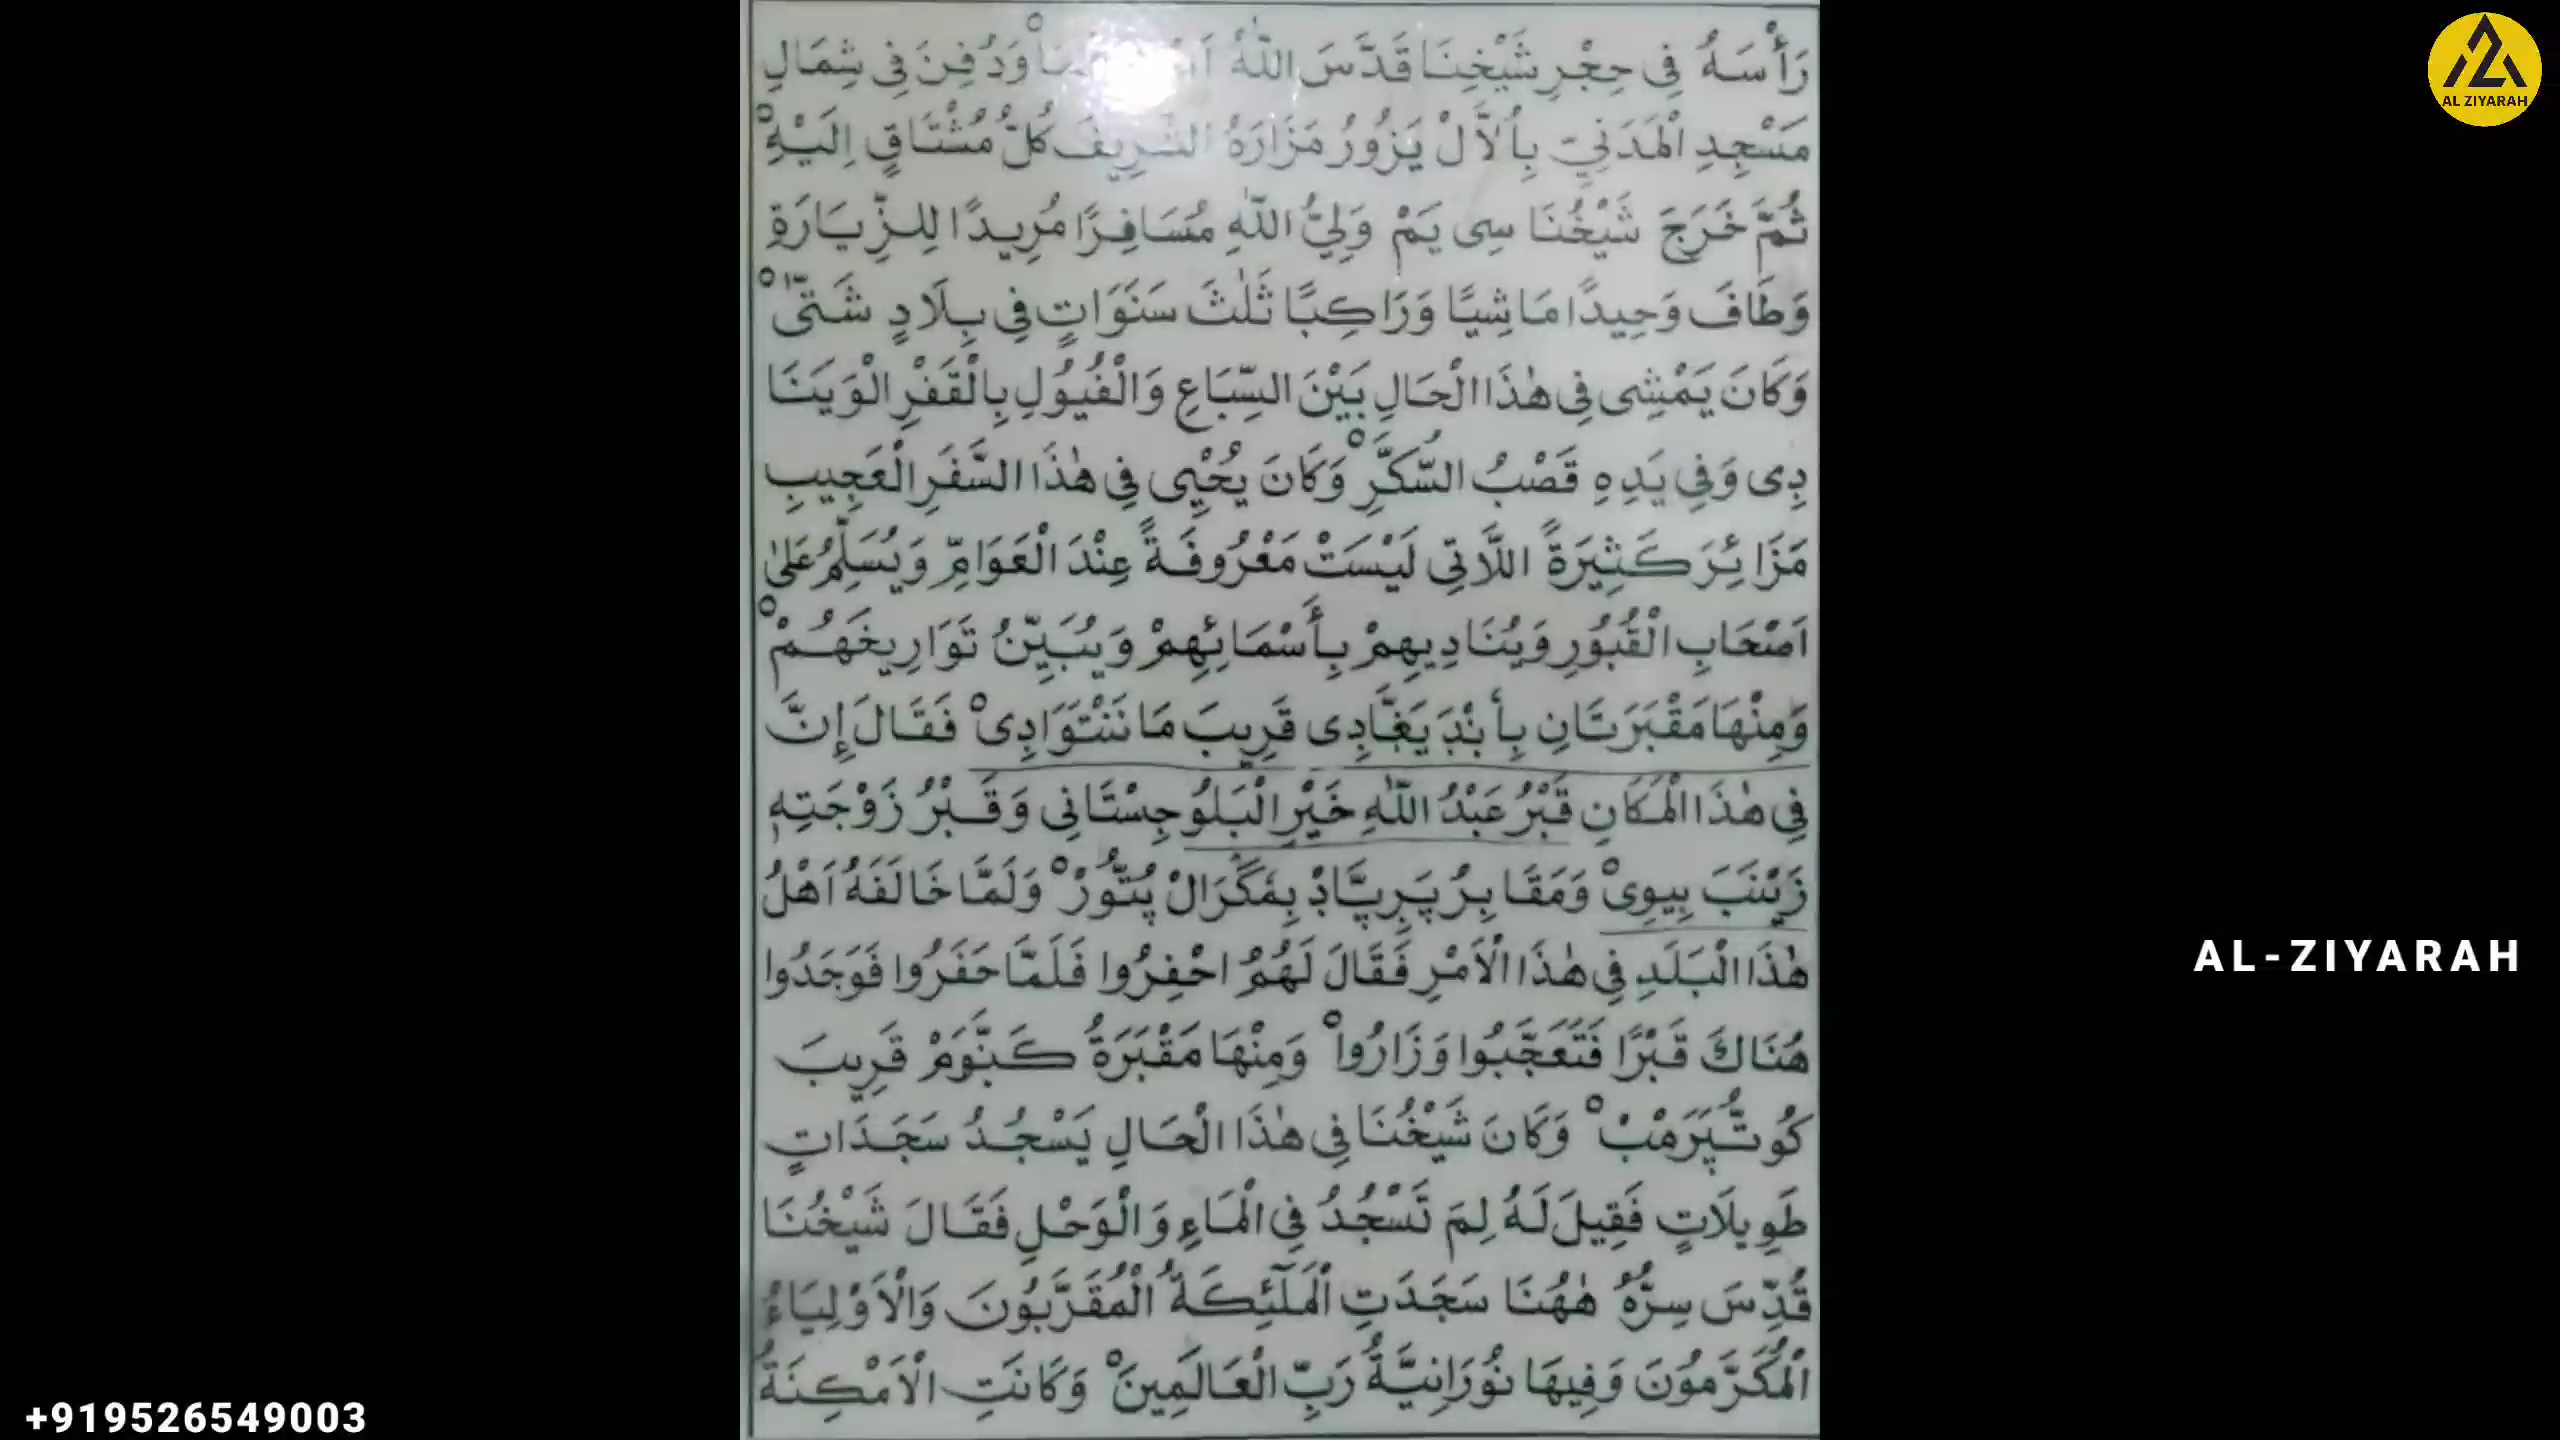 رَأْسَهُ فِي حِجْرِ شَيْخِنَا قَدَّسَ اللّٰهُ وَدُفِنَ فِي شِمَالِ
مَسْجِدِ الْمَدَنِيّ بِأُلَّالْ يَزُورُ مَزَارَهُ الشَّرِيفَ كُلُّ مُشْتَاقٍ اِلَيْهِ ْ
ثُمَّ خَرَجَ شَيْخُنَا سِى يَمْ وَلِيُّ اللّٰهِ مُسَافِرًا مُرِيدًا لِلزِّيَارَةِ
وَطَافَ وَحِيدًا مَاشِيًا وَرَاكِبًا ثَلٰثَ سَنَوَاتٍ فِي بِلَادٍ شَتّٰى ْ
وَكَانَ يَمْشِى فِى هٰذَا الْحَالِ بَيْنَ السِّبَاعِ وَالْفُيُولِ بِالْقَفْرِ الْوَيَنَا
دِى وَفِي يَدِهِ قَصْبُ السُّكَّرِ ْ وَكَانَ يُحْيِى فِي هٰذَا السَّفَرِ الْعَجِيبِ
مَزَائِرَ كَثِيرَةً اللَّاتِي لَيْسَتْ مَعْرُوفَةً عِنْدَ الْعَوَامِّ وَيُسَلِّمُ عَلىٰ
اَصْحَابِ الْقُبُورِ وَيُنَادِيهِمْ بِأَسْمَائِهِمْ وَيُبَيِّنُ تَوَارِيخَهُمْ ْ
وَمِنْهَا مَقْبَرَتَانِ قَرِيبَ مَانَنْتَوَادِى ْ فَقَالَ إِنَّ
فِي هٰذَا الْمَكَانِ قَبْرُ عَبْدُ اللّٰهِ خَيْرِ الْبَلُوجِسْتَانِى وَقَبْرُ زَوْجَتِهٖ
زَيْنَبَ بِيوِى ْ وَمَقَابِرُ وَلَمَّا خَالَفَهُ اَهْلُ
هٰذَا الْبَلَدِ فِي هٰذَا الْاَمْرِ فَقَالَ لَهُمُ احْفِرُوا فَلَمَّا حَفَرُوا فَوَجَدُوا
هُنَاكَ قَبْرًا فَتَعَجَّبُوا وَزَارُوا ْ وَمِنْهَا مَقْبَرَةُ كَنُّوَمْ قَرِيبَ
كُوتُّپَرَمْبْ ْ وَكَانَ شَيْخُنَا فِي هٰذَا الْحَالِ يَسْجُدُ سَجَدَاتٍ
طَوِيلَاتٍ فَقِيلَ لَهُ لِمَ تَسْجُدُ فِي الْمَاءِ وَالْوَحْلِ فَقَالَ شَيْخُنَا
قُدِّسَ سِرُّهُ هٰهُنَا سَجَدَتِ الْمَلٰٓئِكَةُ الْمُقَرَّبُونَ وَالْاَوْلِيَاءُ
الْمُكَرَّمُونَ وَفِيهَا نُورَانِيَّةُ رَبِّ الْعَالَمِينَ ْ وَكَانَتِ الْاَمْكِنَةُ
AL ZIYARAH
AL-ZIYARAH
+919526549003